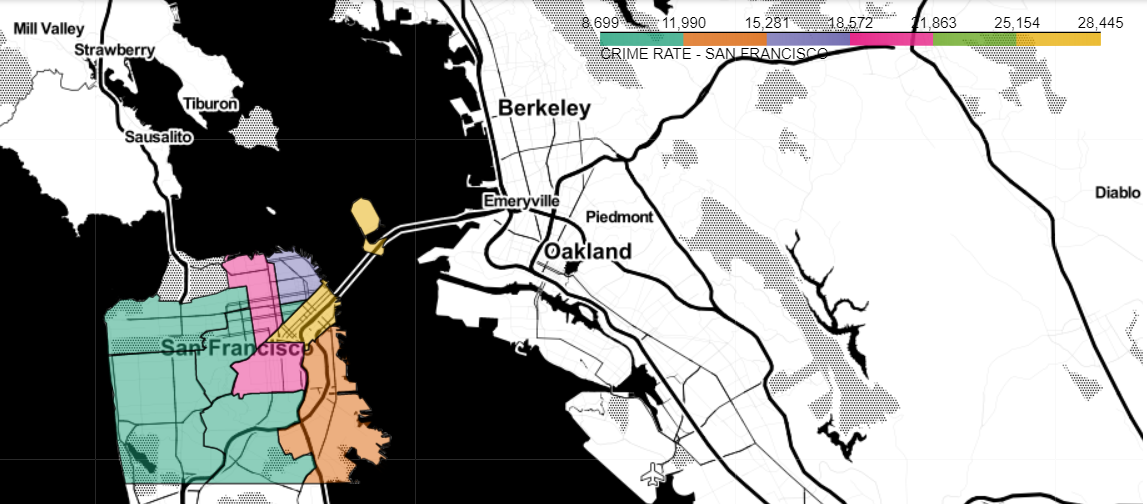 8,699 11,990 15,281 18,572 21,863 25,154 28,445
CRIME RATE - SAN FRANCISCO
Mill Valley
Strawberry
Tiburon
Sausalito
Berkeley
Emeryville
Piedmont
Diablo
Oakland
San Francisco